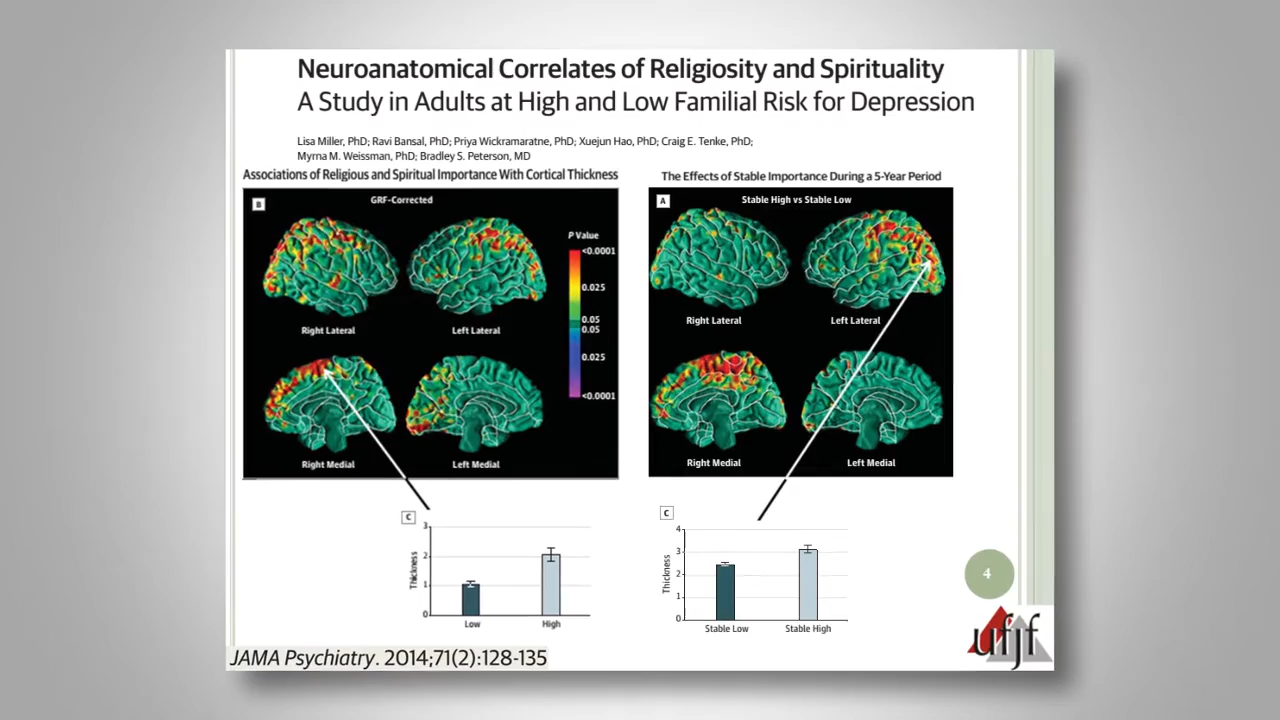 Neuroanatomical Correlates of Religiosity and Spirituality
A Study in Adults at High and Low Familial Risk for Depression
Lisa Miller, PhD; Ravi Bansal, PhD; Priya Wickramaratne, PhD; Xuejun Hao, PhD; Craig E. Tenke, PhD;
Myrna M. Weissman, PhD; Bradley S. Peterson, MD
Associations of Religious and Spiritual Importance With Cortical Thickness
B
GRF-Corrected
P Value
<0.0001
0.025
0.05
0.05
0.025
<0.0001
Right Lateral
Left Lateral
Right Medial
Left Medial
The Effects of Stable Importance During a 5-Year Period
A
Stable High vs Stable Low
Right Lateral
Left Lateral
Right Medial
Left Medial
C
Thickness
3
2
1
0
Low
High
C
Thickness
4
3
2
1
0
Stable Low
Stable High
4
ufjf
JAMA Psychiatry. 2014;71(2):128-135